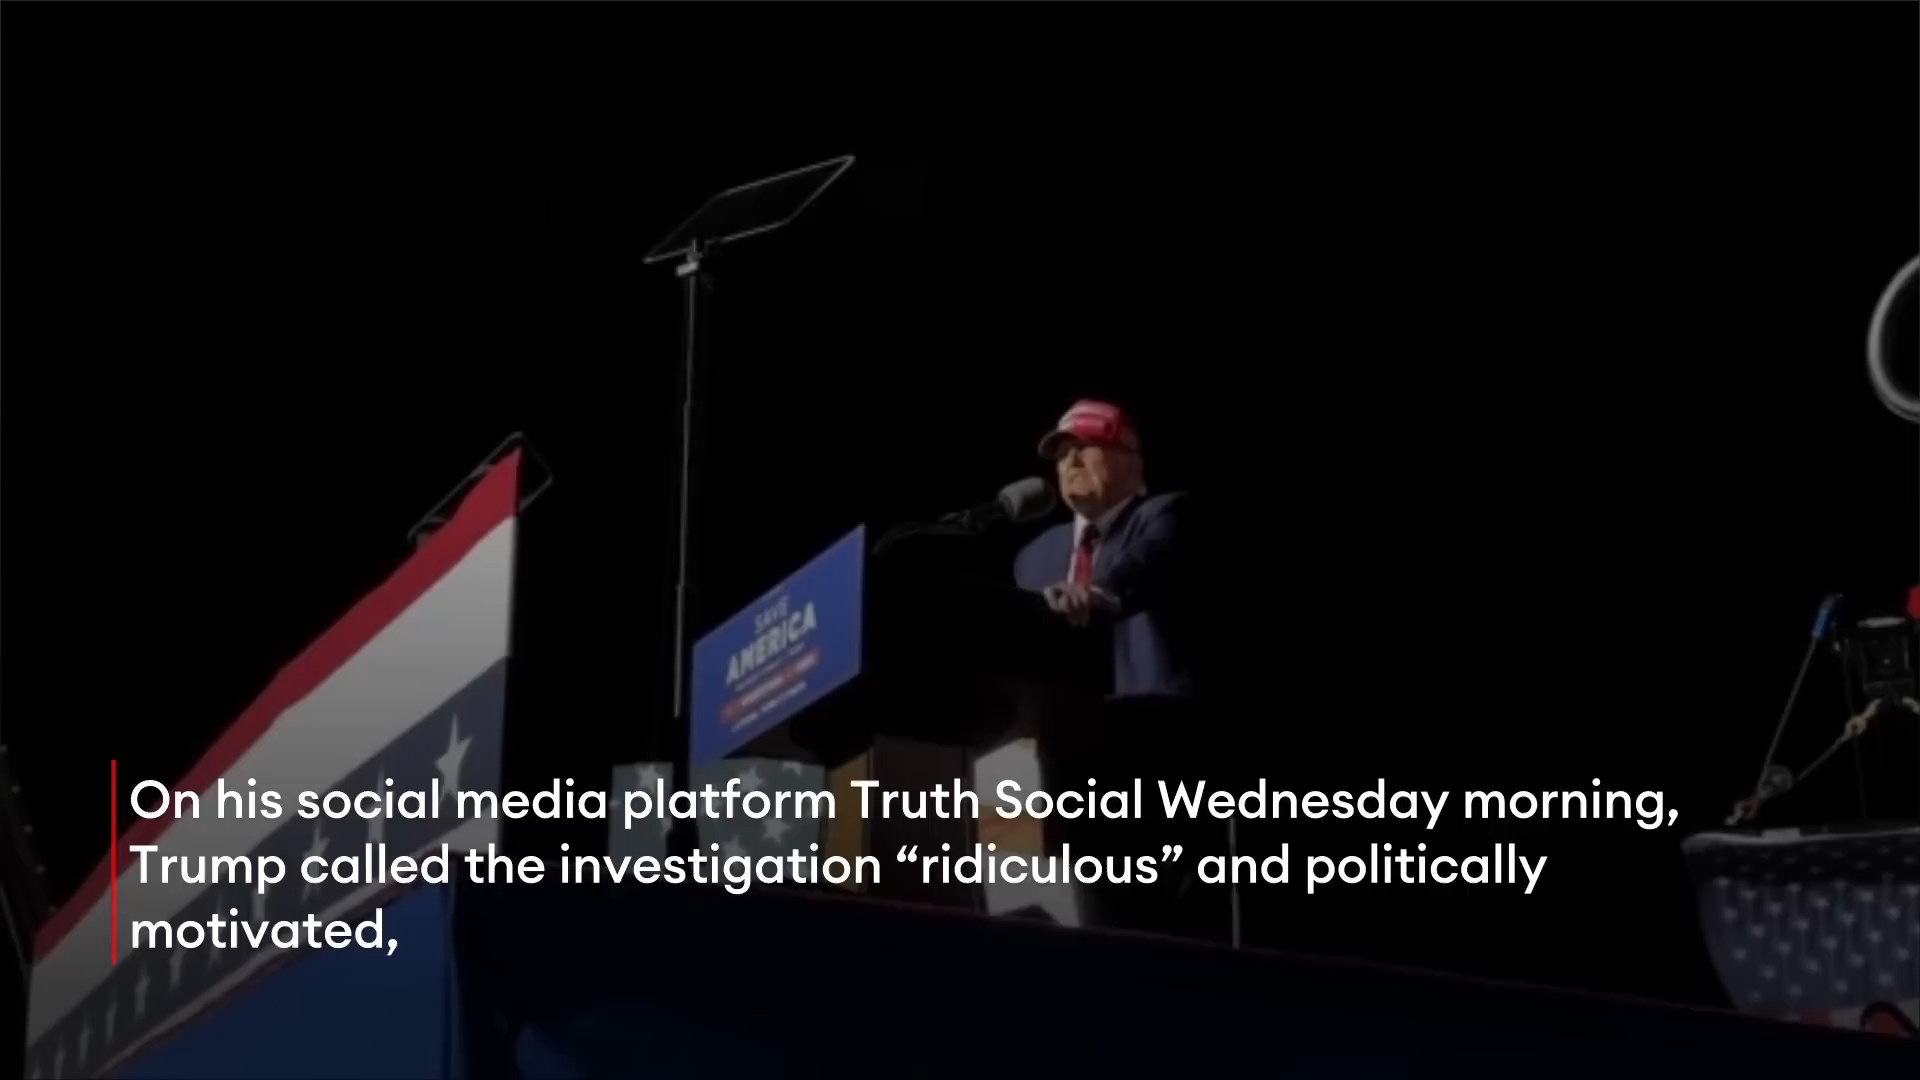 SAVE
AMERICA
On his social media platform Truth Social Wednesday morning,
Trump called the investigation “ridiculous” and politically
motivated,